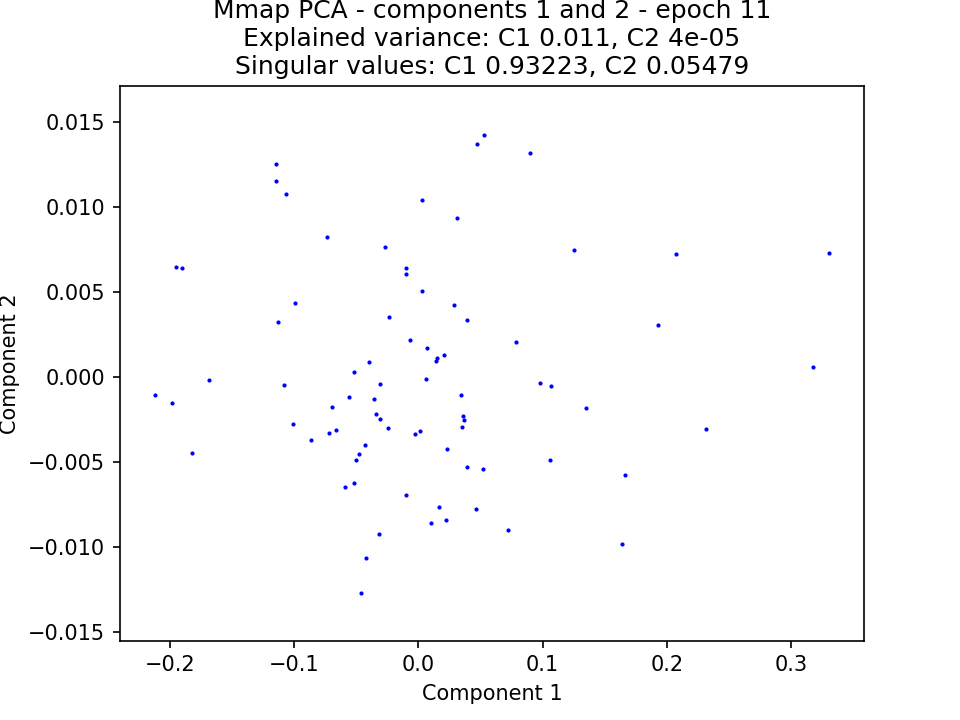 Mmap PCA - components 1 and 2 - epoch 11
Explained variance: C1 0.011, C2 4e-05
Singular values: C1 0.93223, C2 0.05479
0.015
0.010
0.005
0.000
−0.005
−0.010
−0.015
Component 2
−0.2
−0.1
0.0
0.1
0.2
0.3
Component 1